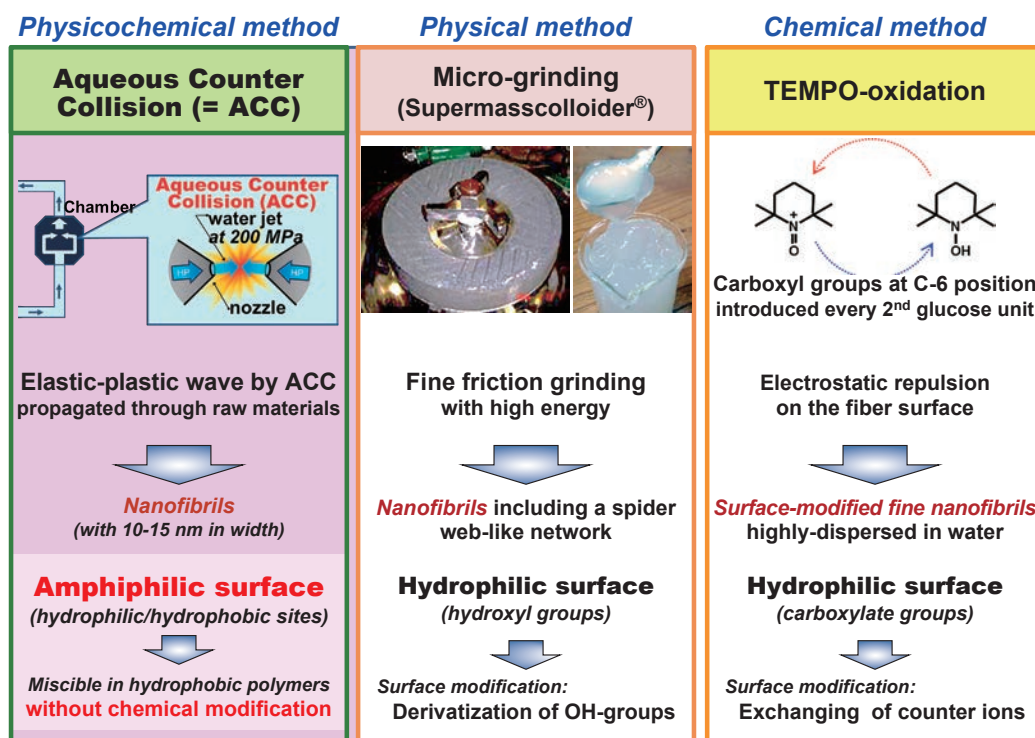 Physicochemical method
Aqueous Counter
Collision (= ACC)
Chamber
Aqueous Counter
Collision (ACC)
water jet
at 200 MPa
HP
HP
nozzle
Elastic-plastic wave by ACC
propagated through raw materials
Nanofibrils
(with 10-15 nm in width)
Amphiphilic surface
(hydrophilic/hydrophobic sites)
Miscible in hydrophobic polymers
without chemical modification
Physical method
Micro-grinding
(Supermasscolloider®)
Fine friction grinding
with high energy
Nanofibrils including a spider
web-like network
Hydrophilic surface
(hydroxyl groups)
Surface modification:
Derivatization of OH-groups
Chemical method
TEMPO-oxidation
N
+
O
N
OH
Carboxyl groups at C-6 position
introduced every 2nd glucose unit
Electrostatic repulsion
on the fiber surface
Surface-modified fine nanofibrils
highly-dispersed in water
Hydrophilic surface
(carboxylate groups)
Surface modification:
Exchanging of counter ions